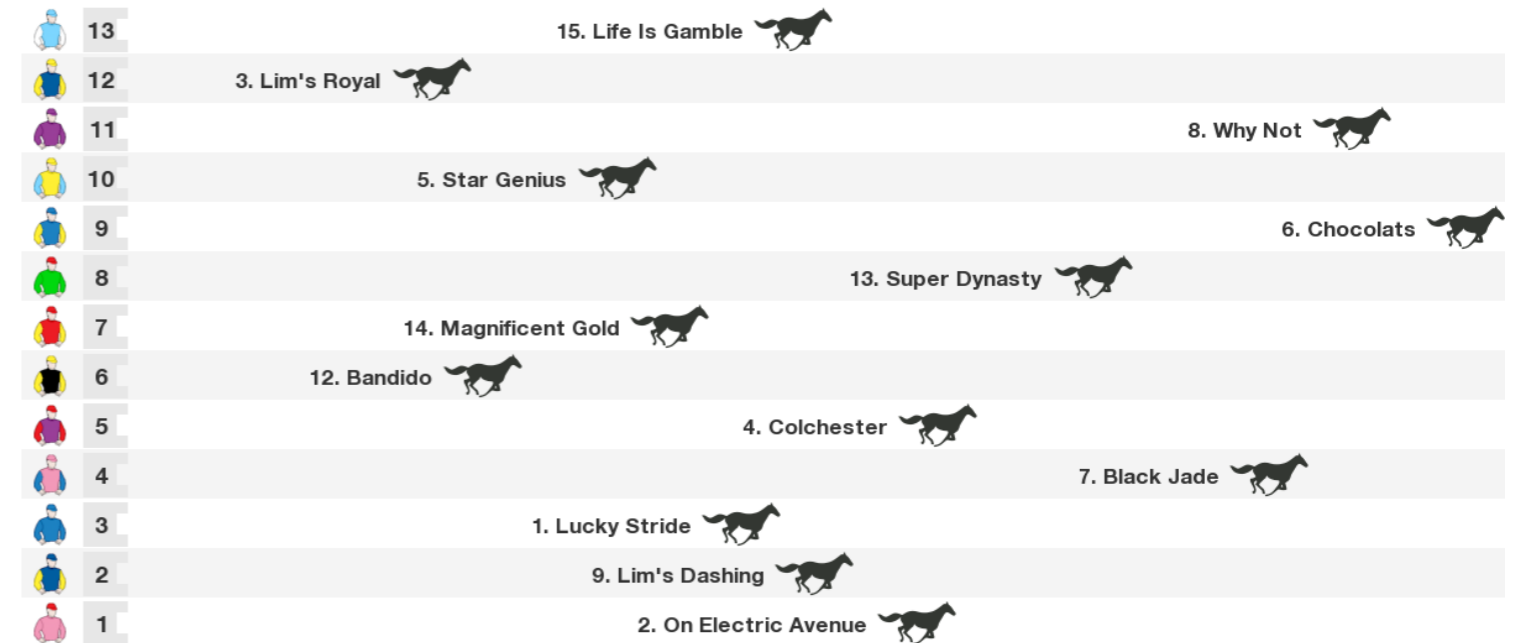 13 15. Life Is Gamble
12 3. Lim's Royal
11 8. Why Not
10 5. Star Genius
9 6. Chocolats
8 13. Super Dynasty
7 14. Magnificent Gold
6 12. Bandido
5 4. Colchester
4 7. Black Jade
3 1. Lucky Stride
2 9. Lim's Dashing
1 2. On Electric Avenue